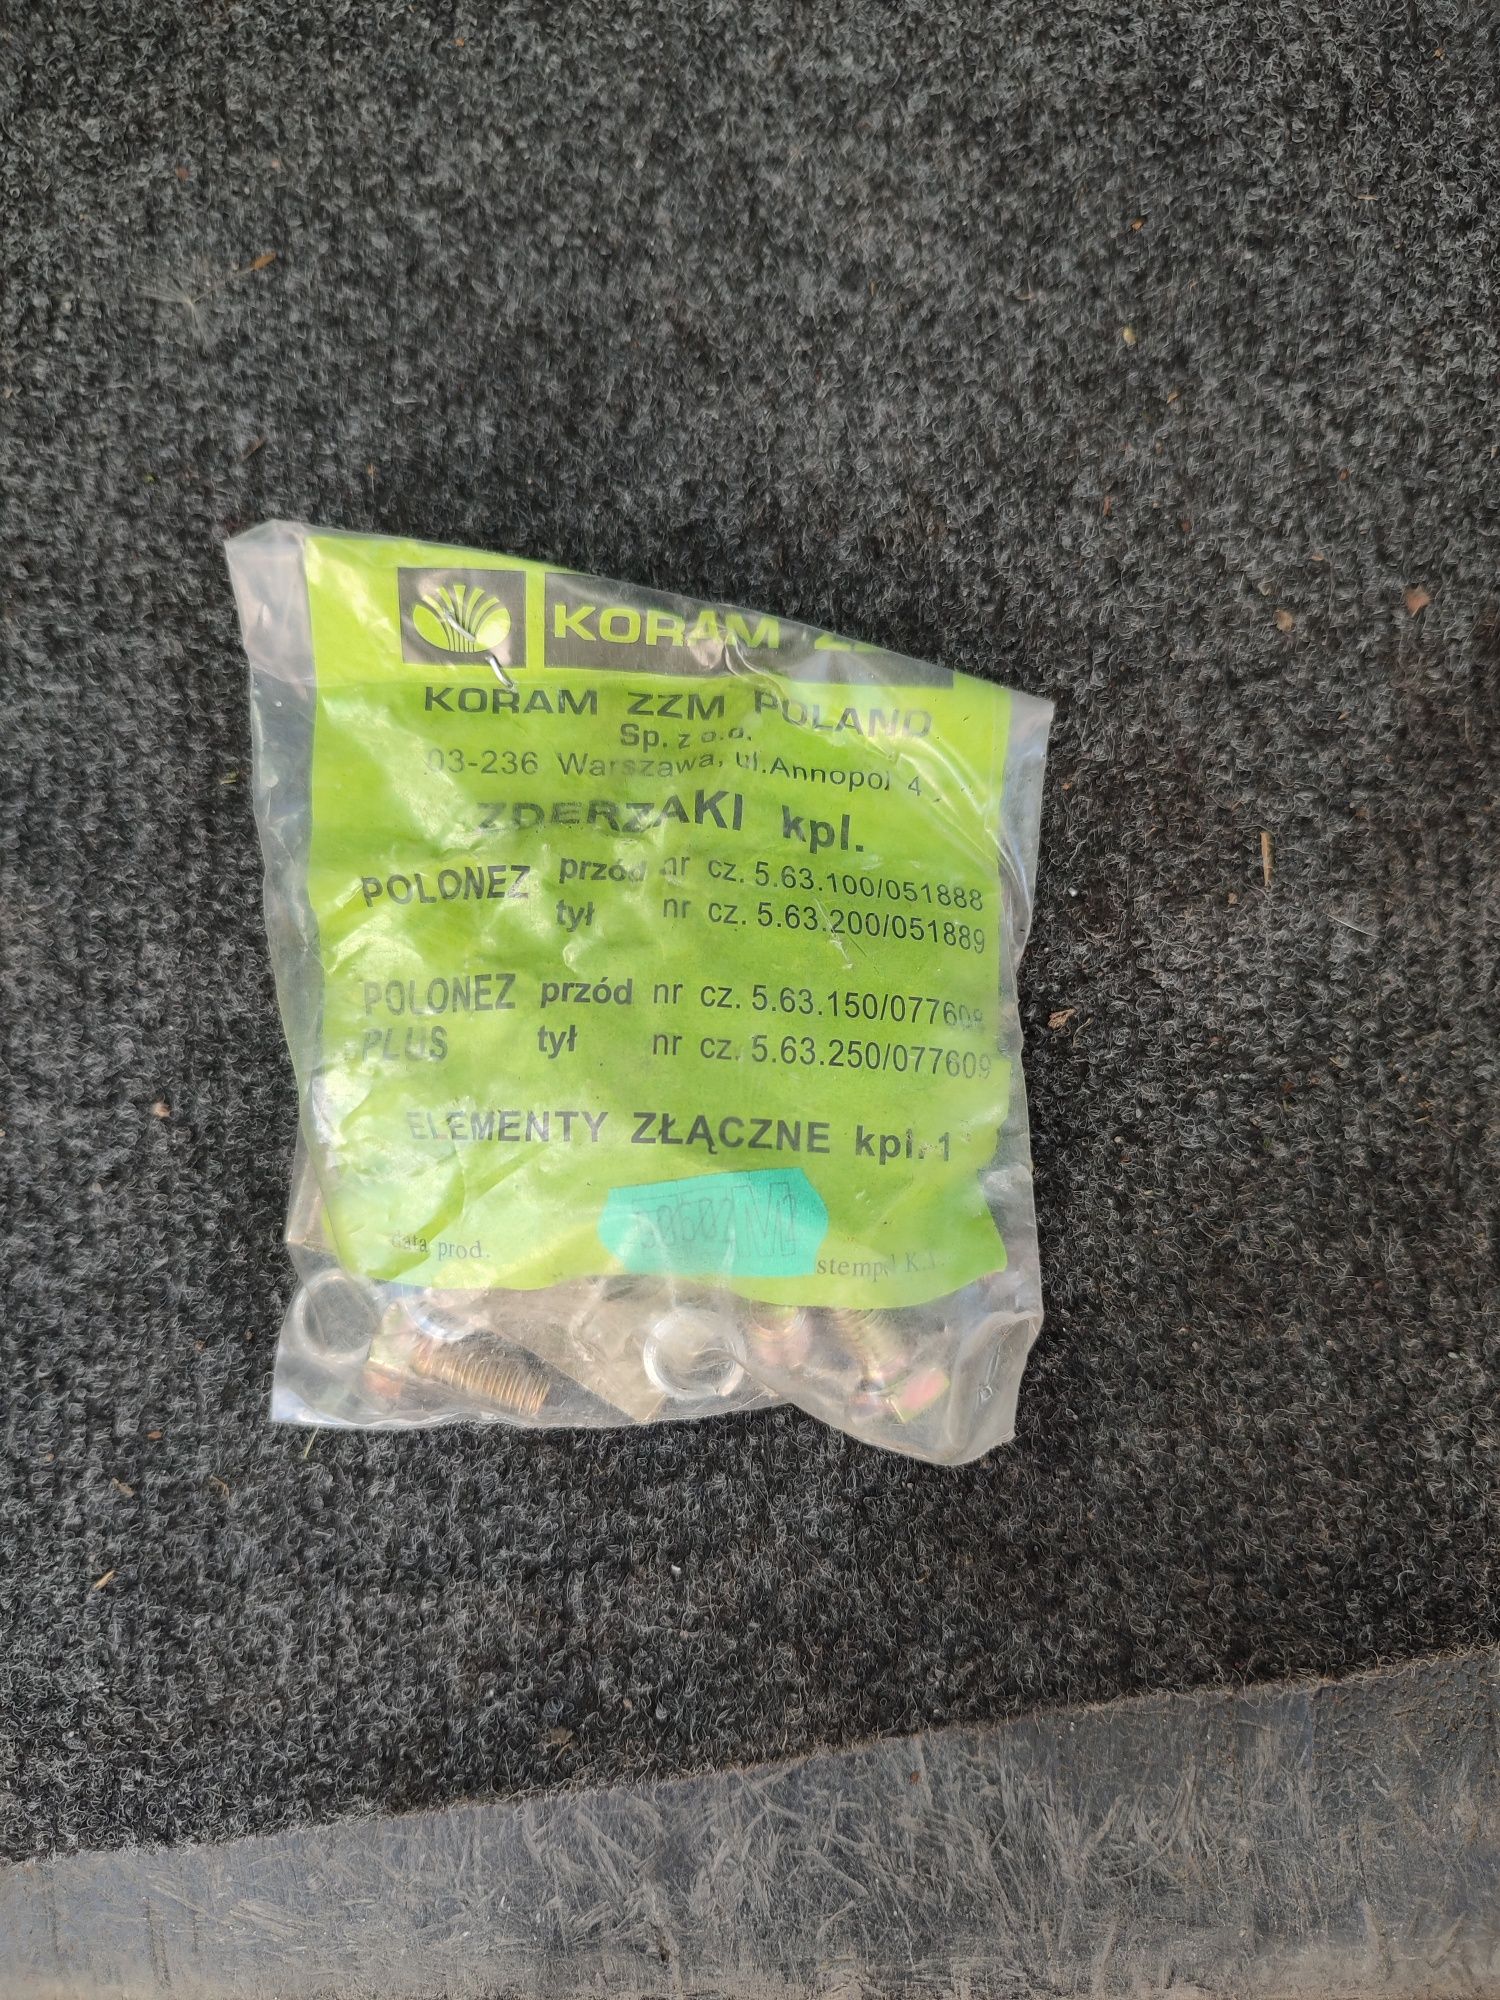 KORAM
KORAM ZZM POLAND
Sp. z o.o.
03-236 Warszawa, ul.Annopol 4
ZDERZAKI kpl.
POLONEZ przód nr cz. 5.63.100/051888
tył nr cz. 5.63.200/051889
POLONEZ przód nr cz. 5.63.150/077608
PLUS tył nr cz. 5.63.250/077609
ELEMENTY ZŁĄCZNE kpl. 1
data prod.
stempel